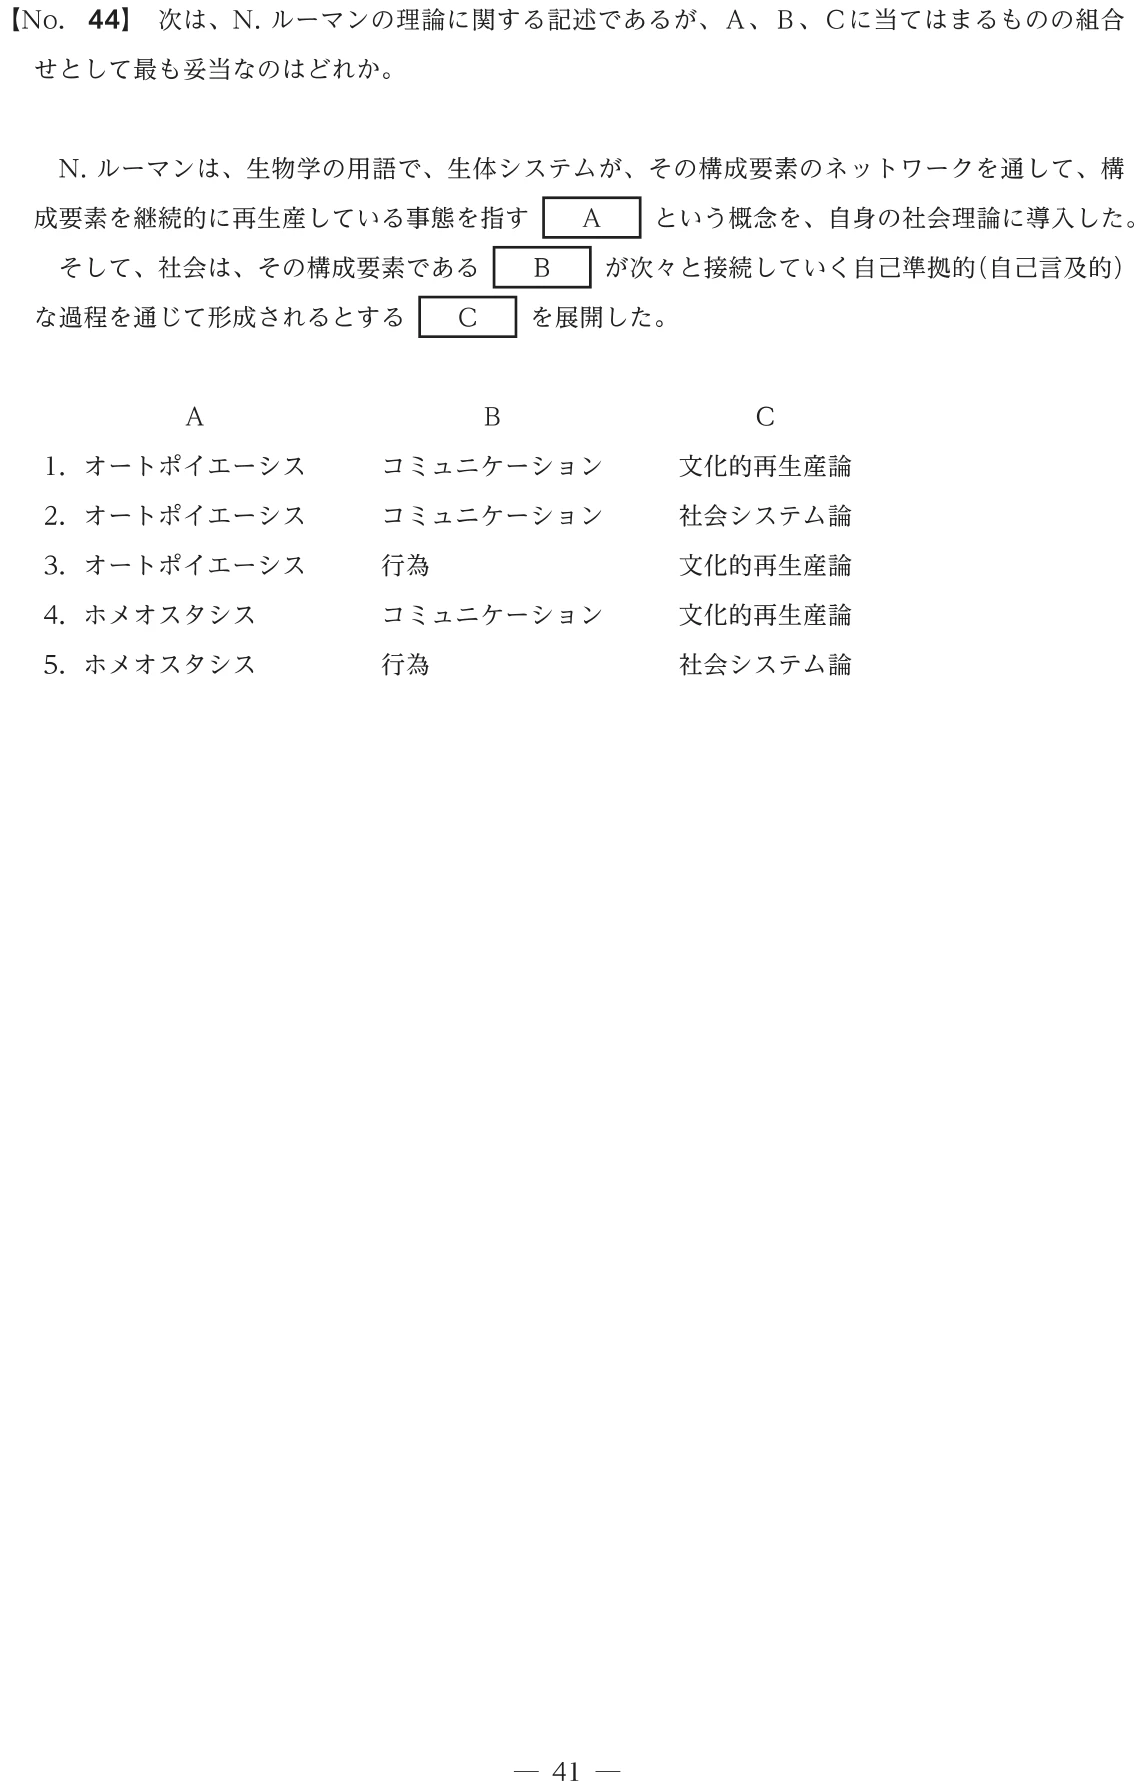 【No. 44】 次は、N. ルーマンの理論に関する記述であるが、A、B、Cに当てはまるものの組合
せとして最も妥当なのはどれか。
N. ルーマンは、生物学の用語で、生体システムが、その構成要素のネットワークを通して、構
成要素を継続的に再生産している事態を指す A という概念を、自身の社会理論に導入した。
そして、社会は、その構成要素である B が次々と接続していく自己準拠的(自己言及的)
な過程を通じて形成されるとする C を展開した。
A B C
1. オートポイエーシス コミュニケーション 文化的再生産論
2. オートポイエーシス コミュニケーション 社会システム論
3. オートポイエーシス 行為 文化的再生産論
4. ホメオスタシス コミュニケーション 文化的再生産論
5. ホメオスタシス 行為 社会システム論
— 41 —